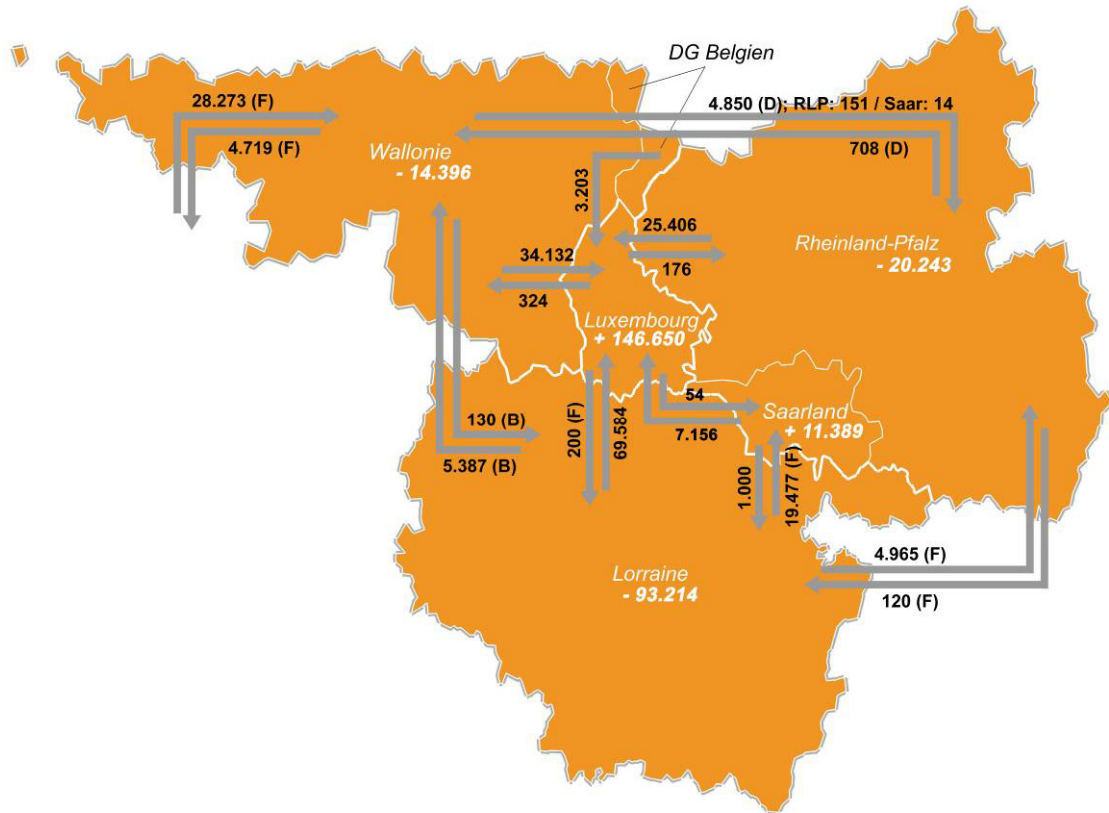 DG Belgien
28.273 (F)
4.850 (D); RLP: 151 / Saar: 14
4.719 (F)
708 (D)
Wallonie
- 14.396
3.203
25.406
176
Rheinland-Pfalz
- 20.243
34.132
324
Luxembourg
+ 146.650
54
7.156
Saarland
+ 11.389
130 (B)
5.387 (B)
200 (F)
69.584
1.000
19.477 (F)
4.965 (F)
120 (F)
Lorraine
- 93.214